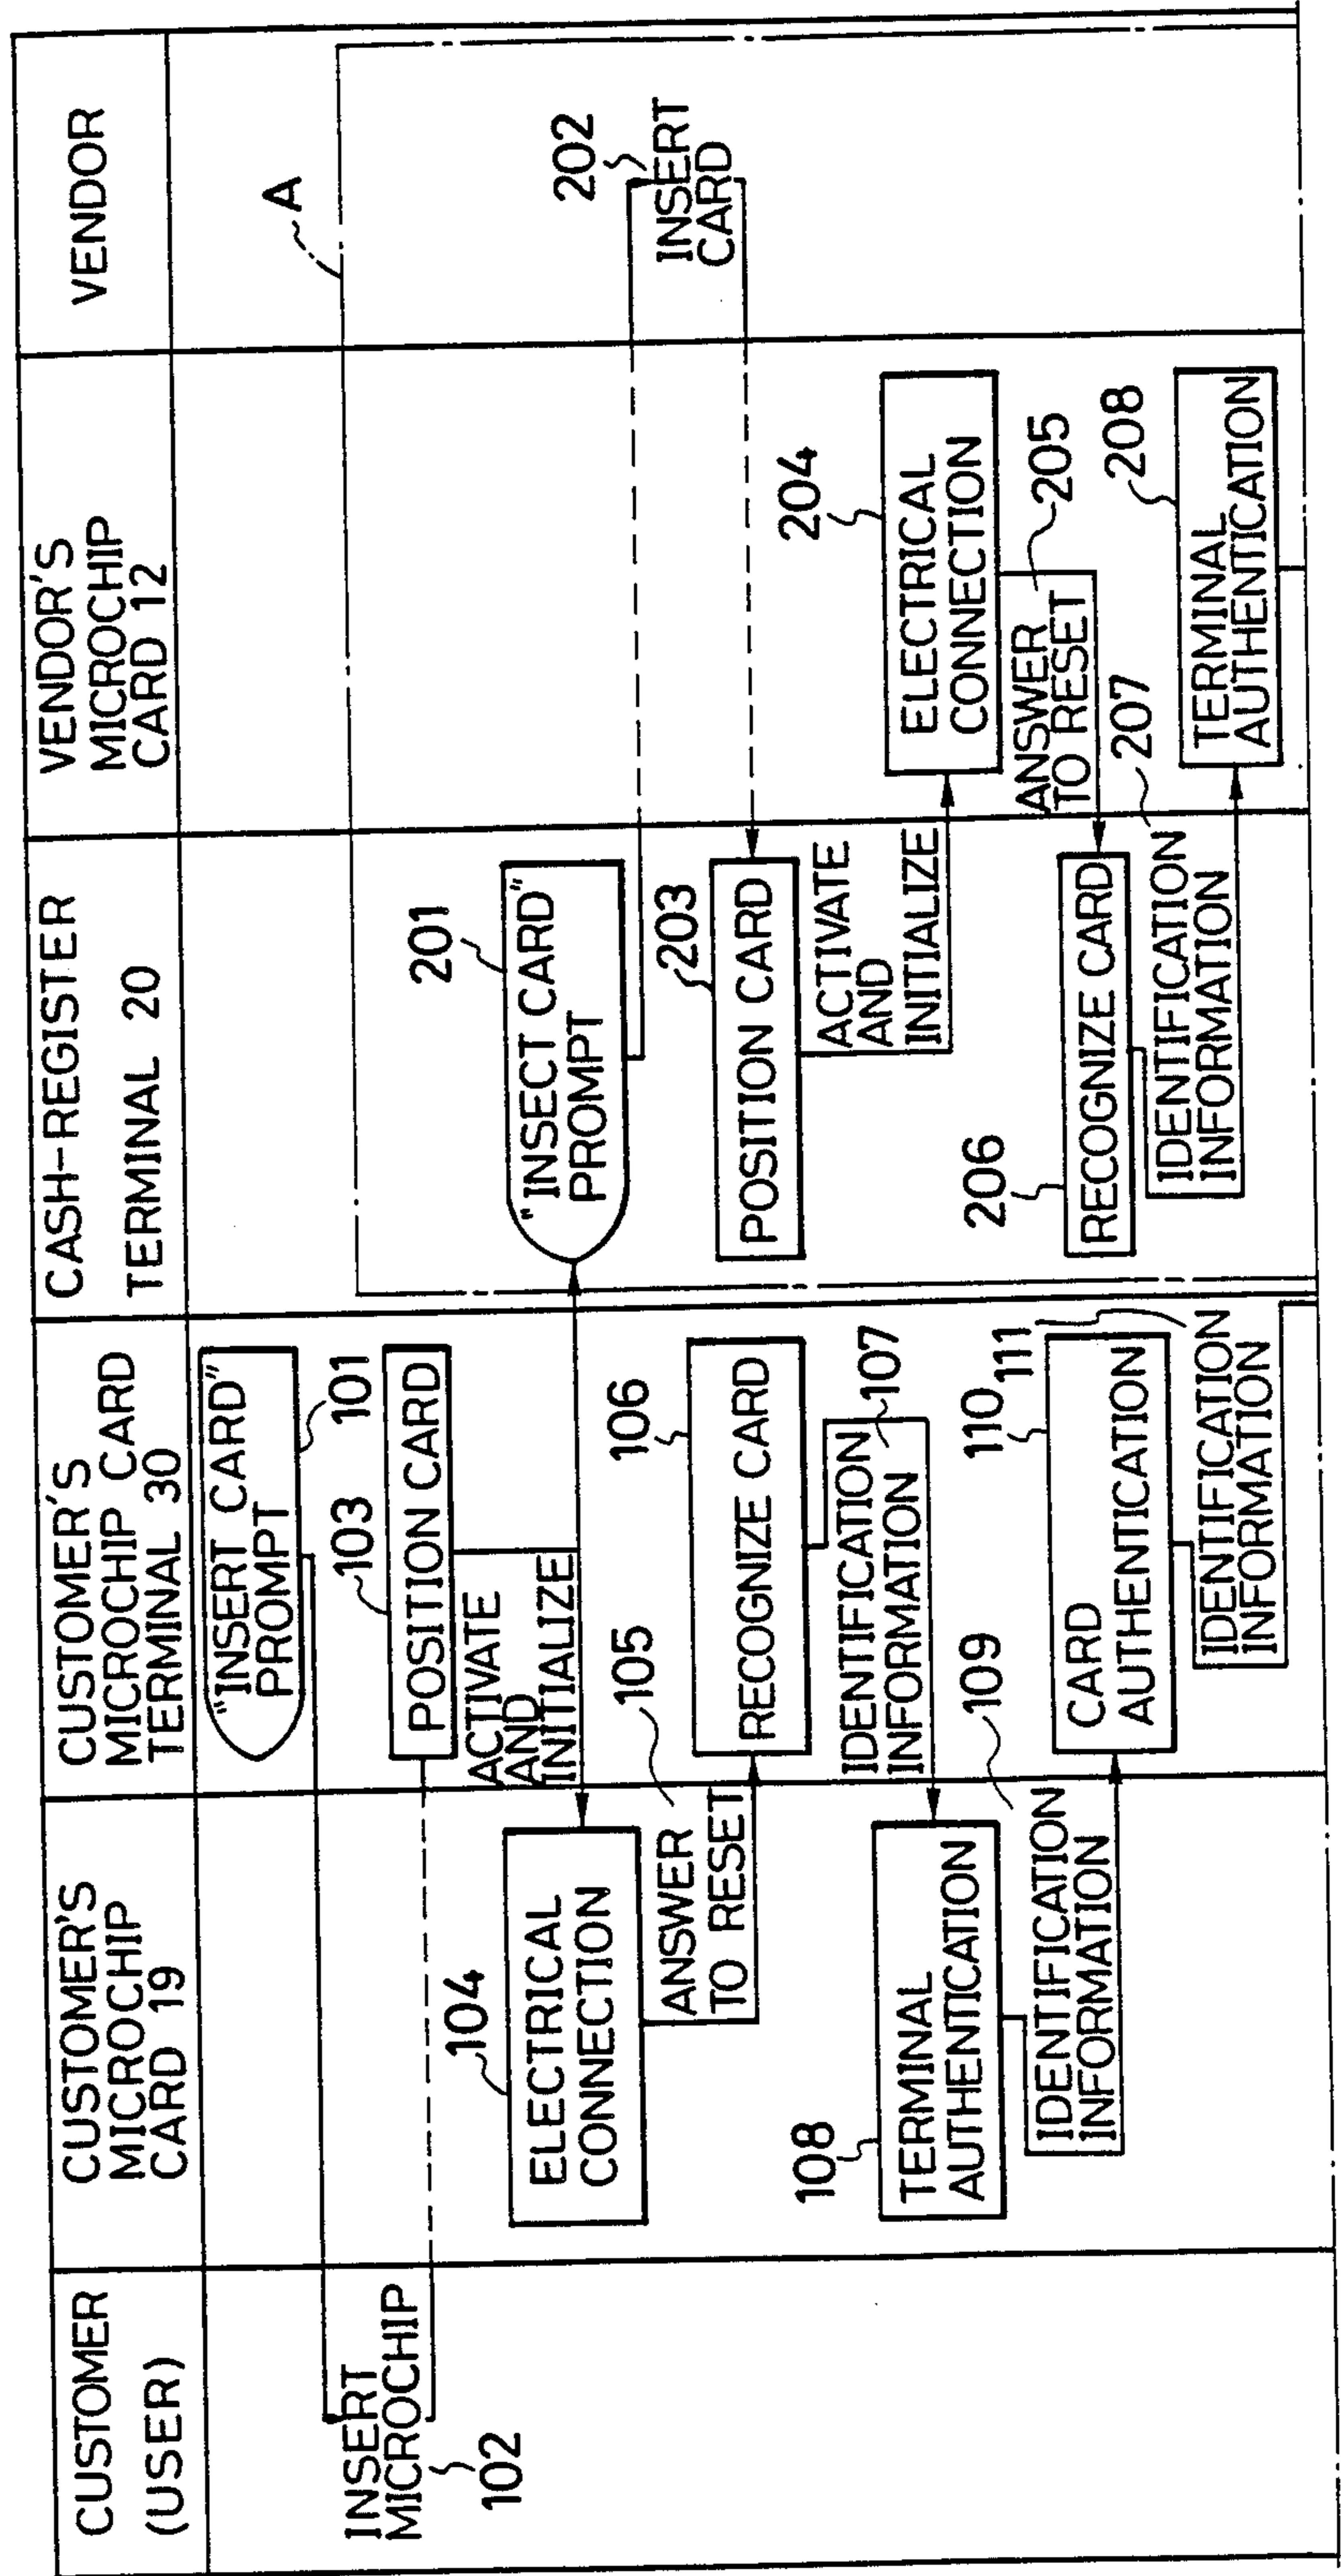 CUSTOMER
(USER)
CUSTOMER'S
MICROCHIP
CARD 19
CUSTOMER'S
MICROCHIP CARD
TERMINAL 30
CASH-REGISTER
TERMINAL 20
VENDOR'S
MICROCHIP
CARD 12
VENDOR
"INSERT CARD"
PROMPT
101
INSERT
MICROCHIP
102
103
POSITION CARD
ACTIVATE
AND
INITIALIZE
104
ELECTRICAL
CONNECTION
ANSWER
TO RESET
105
106
RECOGNIZE CARD
IDENTIFICATION
INFORMATION
107
108
TERMINAL
AUTHENTICATION
109
IDENTIFICATION
INFORMATION
110
CARD
AUTHENTICATION
111
IDENTIFICATION
INFORMATION
A
201
"INSECT CARD"
PROMPT
202
INSERT
CARD
203
POSITION CARD
ACTIVATE
AND
INITIALIZE
204
ELECTRICAL
CONNECTION
ANSWER
TO RESET
205
206
RECOGNIZE CARD
207
IDENTIFICATION
INFORMATION
208
TERMINAL
AUTHENTICATION